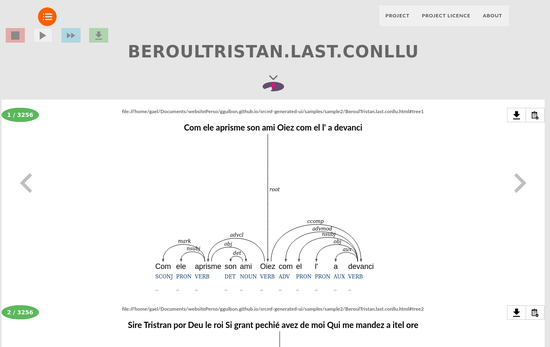 PROJECT PROJECT LICENCE ABOUT
BEROULTRISTAN.LAST.CONLLU
1 / 3256
file://home/gael/Documents/websitePerso/gguibon.github.io/srcmf-generated-ui/samples/sample2/BeroulTristan.last.conllu.html#tree1
Com ele aprisme son ami Oiez com el l' a devanci
root
ccomp
advmod
advcl
nsubj
mark
obj
obj
nsubj
det
aux
Com ele aprisme son ami Oiez com el l' a devanci
SCONJ PRON VERB DET NOUN VERB ADV PRON PRON AUX VERB
_ _ _ _ _ _ _ _ _ _ _
2 / 3256
file://home/gael/Documents/websitePerso/gguibon.github.io/srcmf-generated-ui/samples/sample2/BeroulTristan.last.conllu.html#tree2
Sire Tristran por Deu le roi Si grant pechié avez de moi Qui me mandez a itel ore